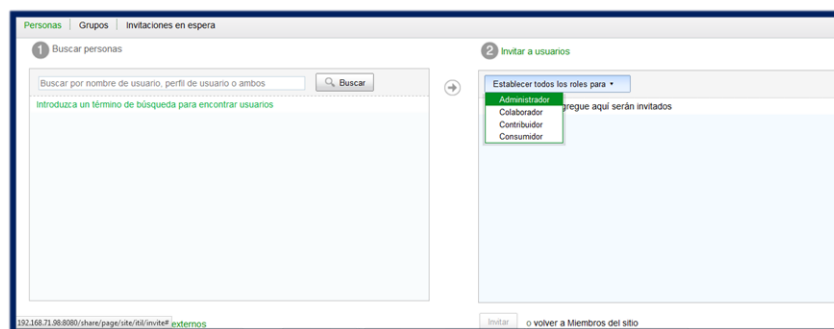 Personas Grupos Invitaciones en espera
1 Buscar personas
Buscar por nombre de usuario, perfil de usuario o ambos Buscar
Introduzca un término de búsqueda para encontrar usuarios
2 Invitar a usuarios
Establecer todos los roles para
Administrador
gregue aquí serán invitados
Colaborador
Contribuidor
Consumidor
192.168.71.98:8080/share/page/site/itil/invite# externos
Invitar o volver a Miembros del sitio